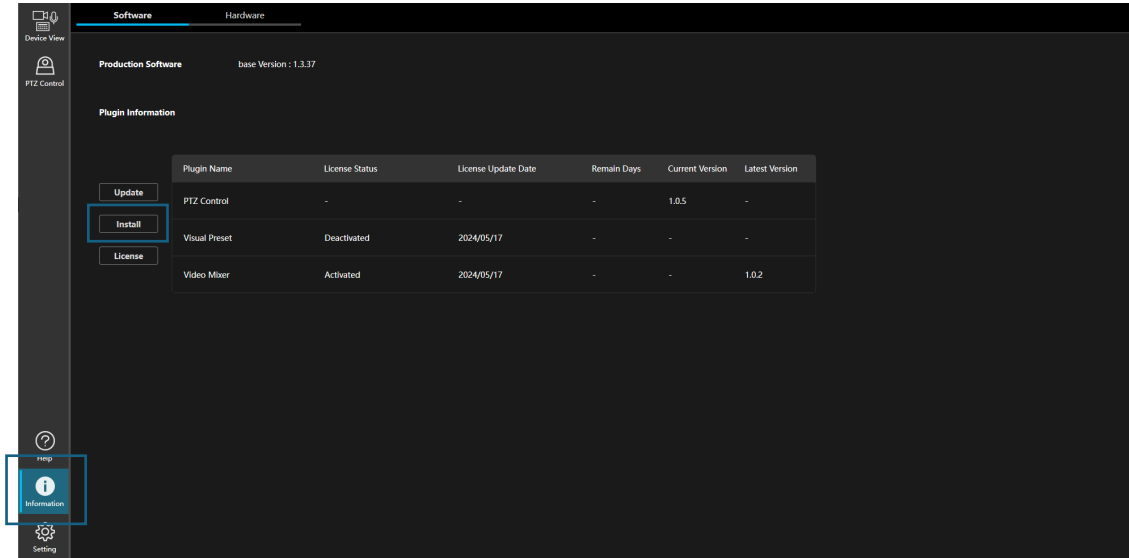 Device View
PTZ Control
Software Hardware
Production Software base Version : 1.3.37
Plugin Information
Update
Install
License
Plugin Name License Status License Update Date Remain Days Current Version Latest Version
PTZ Control - - - 1.0.5 -
Visual Preset Deactivated 2024/05/17 - - -
Video Mixer Activated 2024/05/17 - - 1.0.2
?
Help
i
Information
Setting